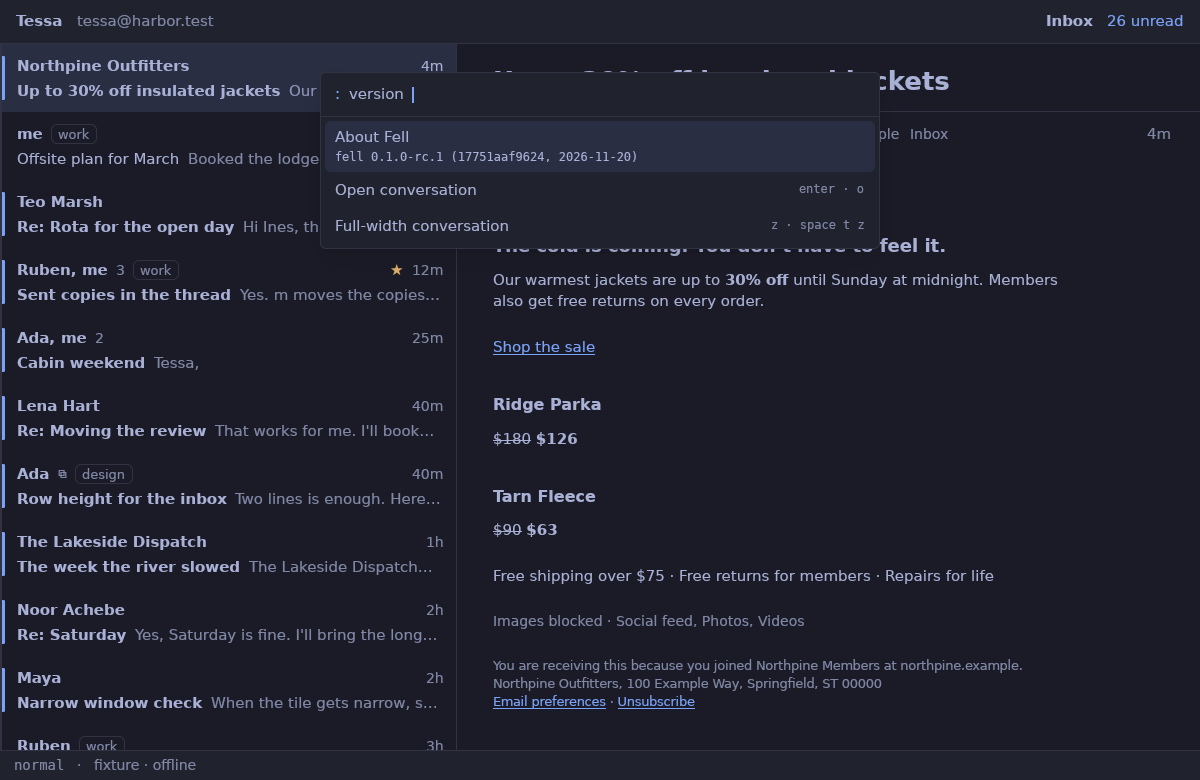 Tessa tessa@harbor.test
Inbox 26 unread
Northpine Outfitters 4m
Up to 30% off insulated jackets Our
me work
Offsite plan for March Booked the lodge
Teo Marsh
Re: Rota for the open day Hi Ines, th
Ruben, me 3 work ★ 12m
Sent copies in the thread Yes. m moves the copies…
Ada, me 2 25m
Cabin weekend Tessa,
Lena Hart 40m
Re: Moving the review That works for me. I'll book…
Ada design 40m
Row height for the inbox Two lines is enough. Here…
The Lakeside Dispatch 1h
The week the river slowed The Lakeside Dispatch…
Noor Achebe 2h
Re: Saturday Yes, Saturday is fine. I'll bring the long…
Maya 2h
Narrow window check When the tile gets narrow, s…
Ruben work 3h
: version
About Fell
fell 0.1.0-rc.1 (17751aaf9624, 2026-11-20)
Open conversation enter · o
Full-width conversation z · space t z
Inbox 4m
The cold is coming. You don't have to feel it.
Our warmest jackets are up to 30% off until Sunday at midnight. Members
also get free returns on every order.
Shop the sale
Ridge Parka
$180 $126
Tarn Fleece
$90 $63
Free shipping over $75 · Free returns for members · Repairs for life
Images blocked · Social feed, Photos, Videos
You are receiving this because you joined Northpine Members at northpine.example.
Northpine Outfitters, 100 Example Way, Springfield, ST 00000
Email preferences · Unsubscribe
normal · fixture · offline